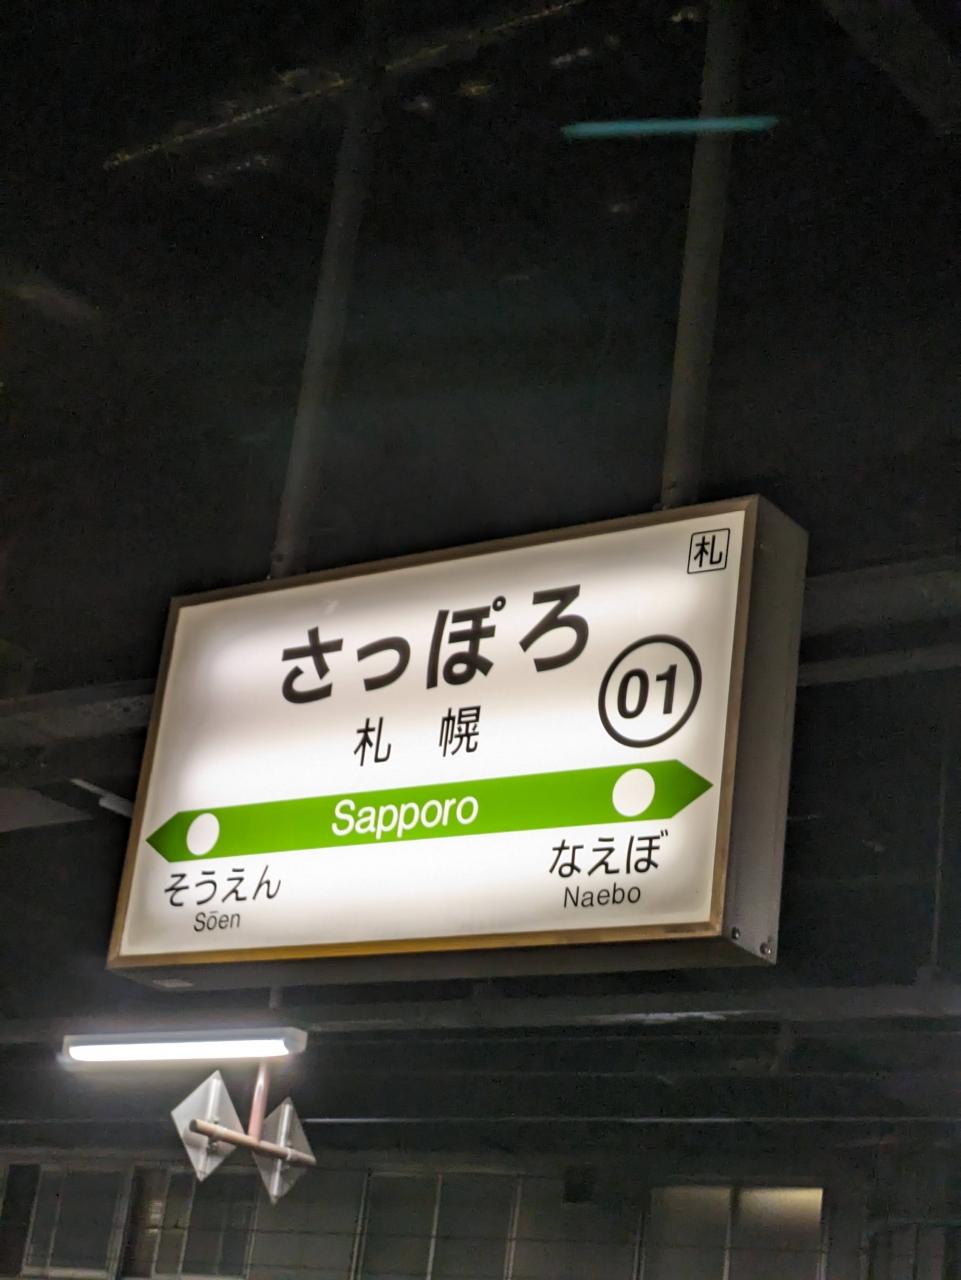 札
さっぽろ
01
札 幌
Sapporo
そうえん
Sōen
なえぼ
Naebo